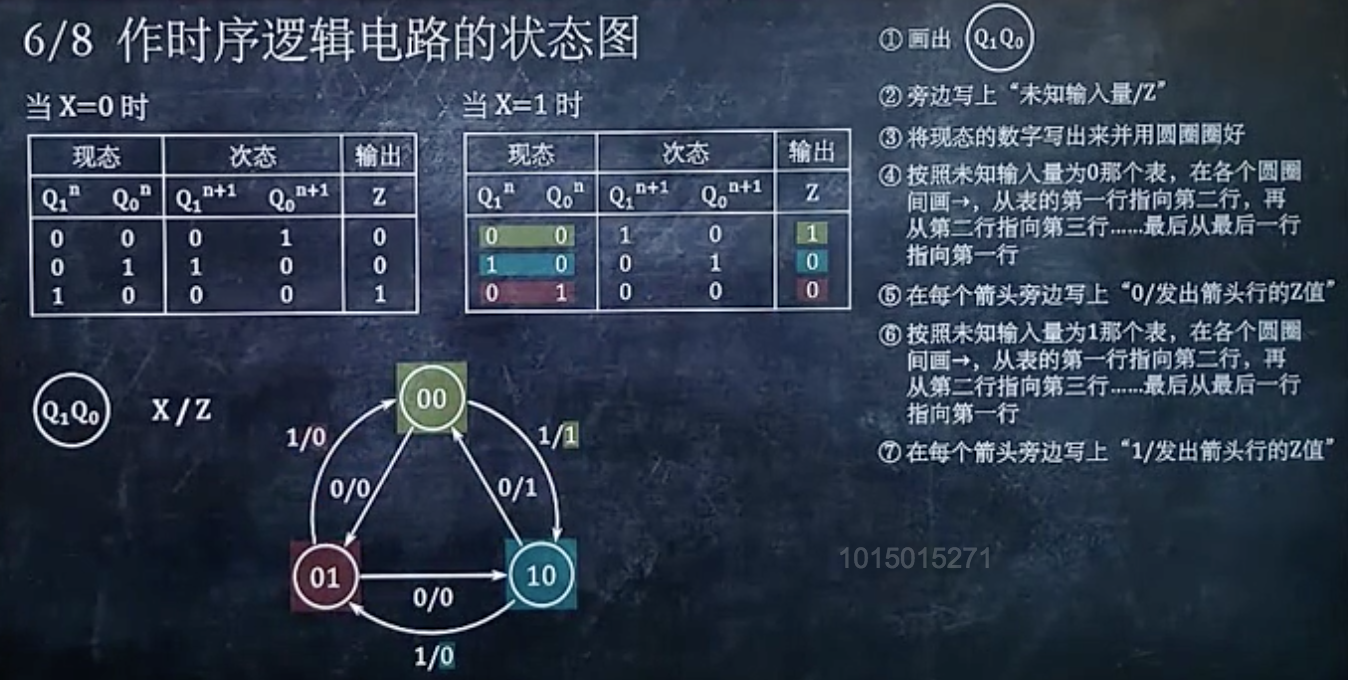 6/8 作时序逻辑电路的状态图
当 X=0 时
现态 次态 输出
Q₁ⁿ Q₀ⁿ Q₁ⁿ⁺¹ Q₀ⁿ⁺¹ Z
0 0 0 1 0
0 1 1 0 0
1 0 0 0 1
当 X=1 时
现态 次态 输出
Q₁ⁿ Q₀ⁿ Q₁ⁿ⁺¹ Q₀ⁿ⁺¹ Z
0 0 1 0 1
1 0 0 1 0
0 1 0 0 0
Q₁Q₀ X/Z
00
1/0
1/1
0/0
0/1
01
10
0/0
1/0
① 画出 Q₁Q₀
② 旁边写上“未知输入量/Z”
③ 将现态的数字写出来并用圆圈圈好
④ 按照未知输入量为0那个表，在各个圆圈
间画→，从表的第一行指向第二行，再
从第二行指向第三行......最后从最后一行
指向第一行
⑤ 在每个箭头旁边写上“0/发出箭头行的Z值”
⑥ 按照未知输入量为1那个表，在各个圆圈
间画→，从表的第一行指向第二行，再
从第二行指向第三行......最后从最后一行
指向第一行
⑦ 在每个箭头旁边写上“1/发出箭头行的Z值”
1015015271